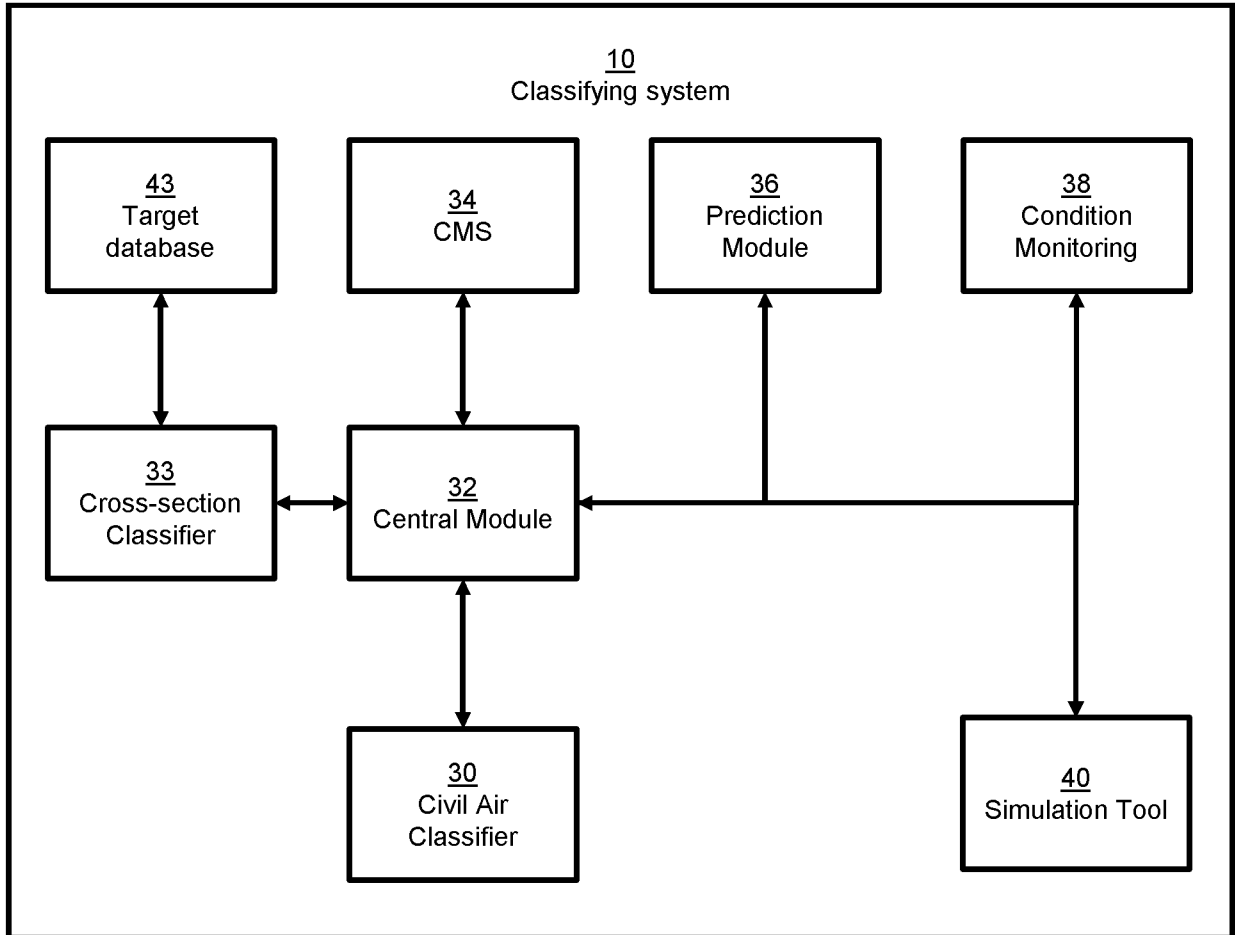 10
Classifying system
43
Target
database
34
CMS
36
Prediction
Module
38
Condition
Monitoring
33
Cross-section
Classifier
32
Central Module
30
Civil Air
Classifier
40
Simulation Tool